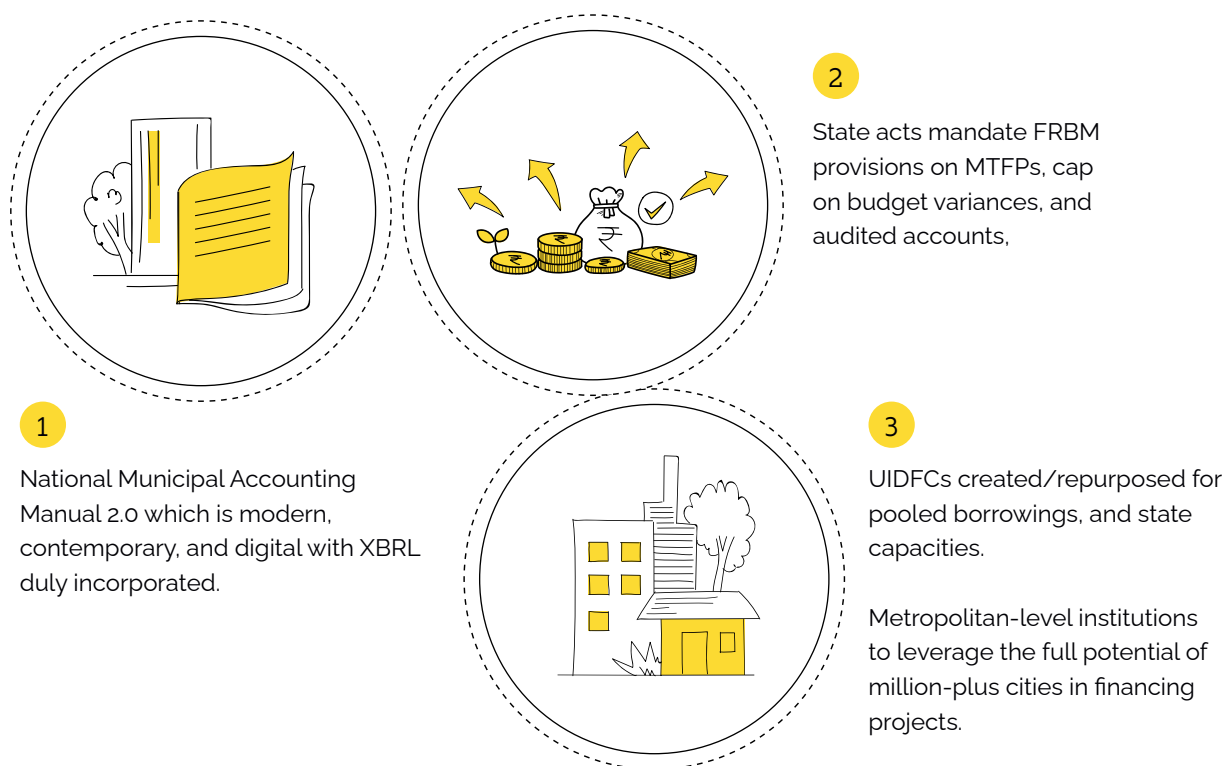 1
National Municipal Accounting
Manual 2.0 which is modern,
contemporary, and digital with XBRL
duly incorporated.
2
State acts mandate FRBM
provisions on MTFPs, cap
on budget variances, and
audited accounts,
3
UIDFCs created/repurposed for
pooled borrowings, and state
capacities.
Metropolitan-level institutions
to leverage the full potential of
million-plus cities in financing
projects.